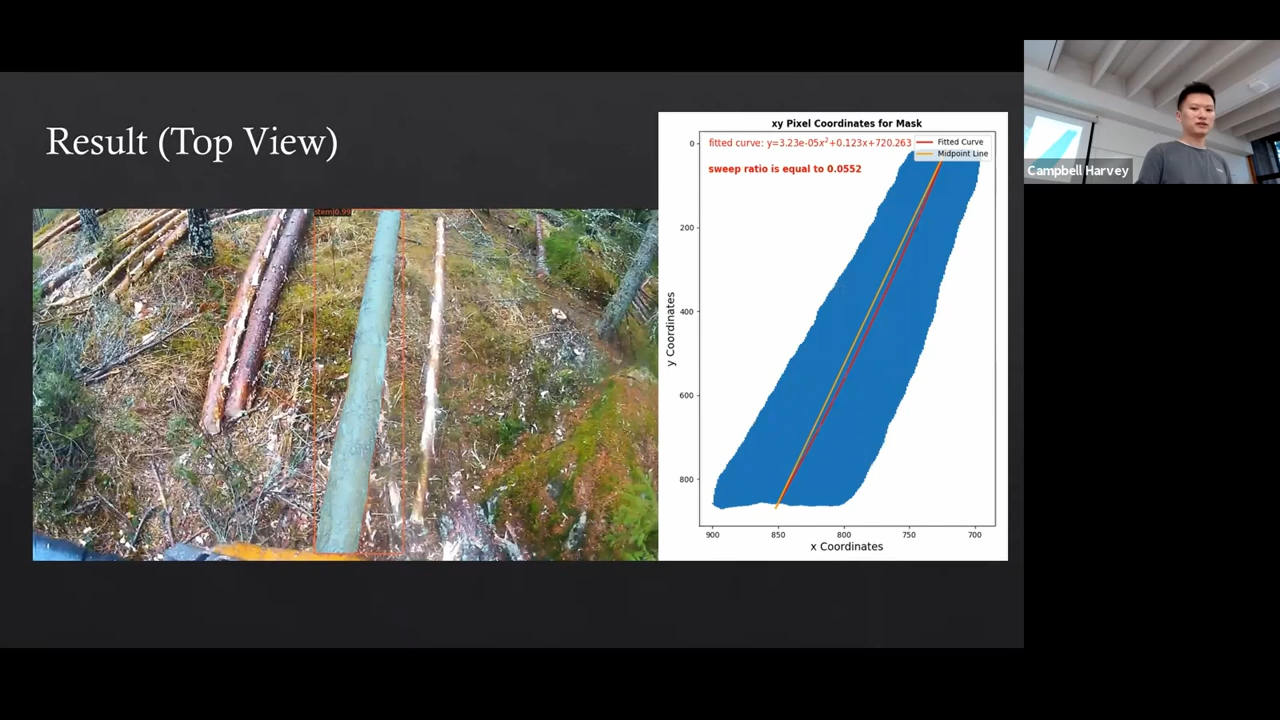 Result (Top View)
stem|0.99
xy Pixel Coordinates for Mask
fitted curve: y=3.23e-05x²+0.123x+720.263
sweep ratio is equal to 0.0552
Fitted Curve
Midpoint Line
y Coordinates
0
200
400
600
800
900 850 800 750 700
x Coordinates
Campbell Harvey